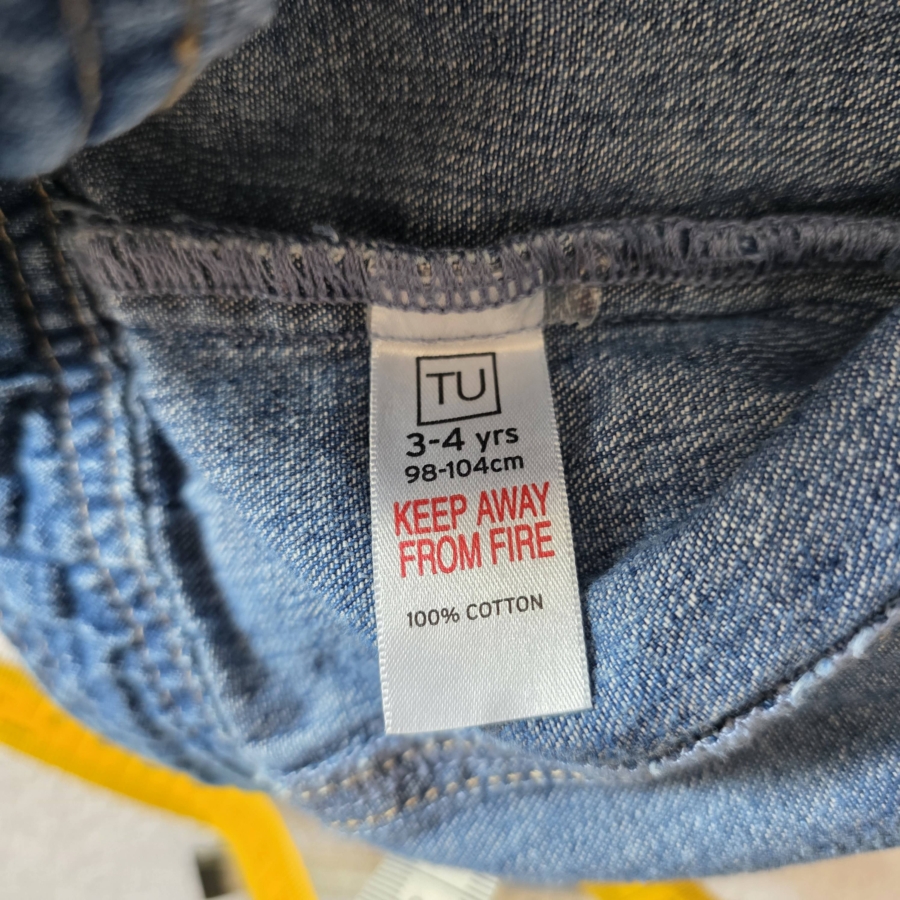 TU
3-4 yrs
98-104cm
KEEP AWAY
FROM FIRE
100% COTTON